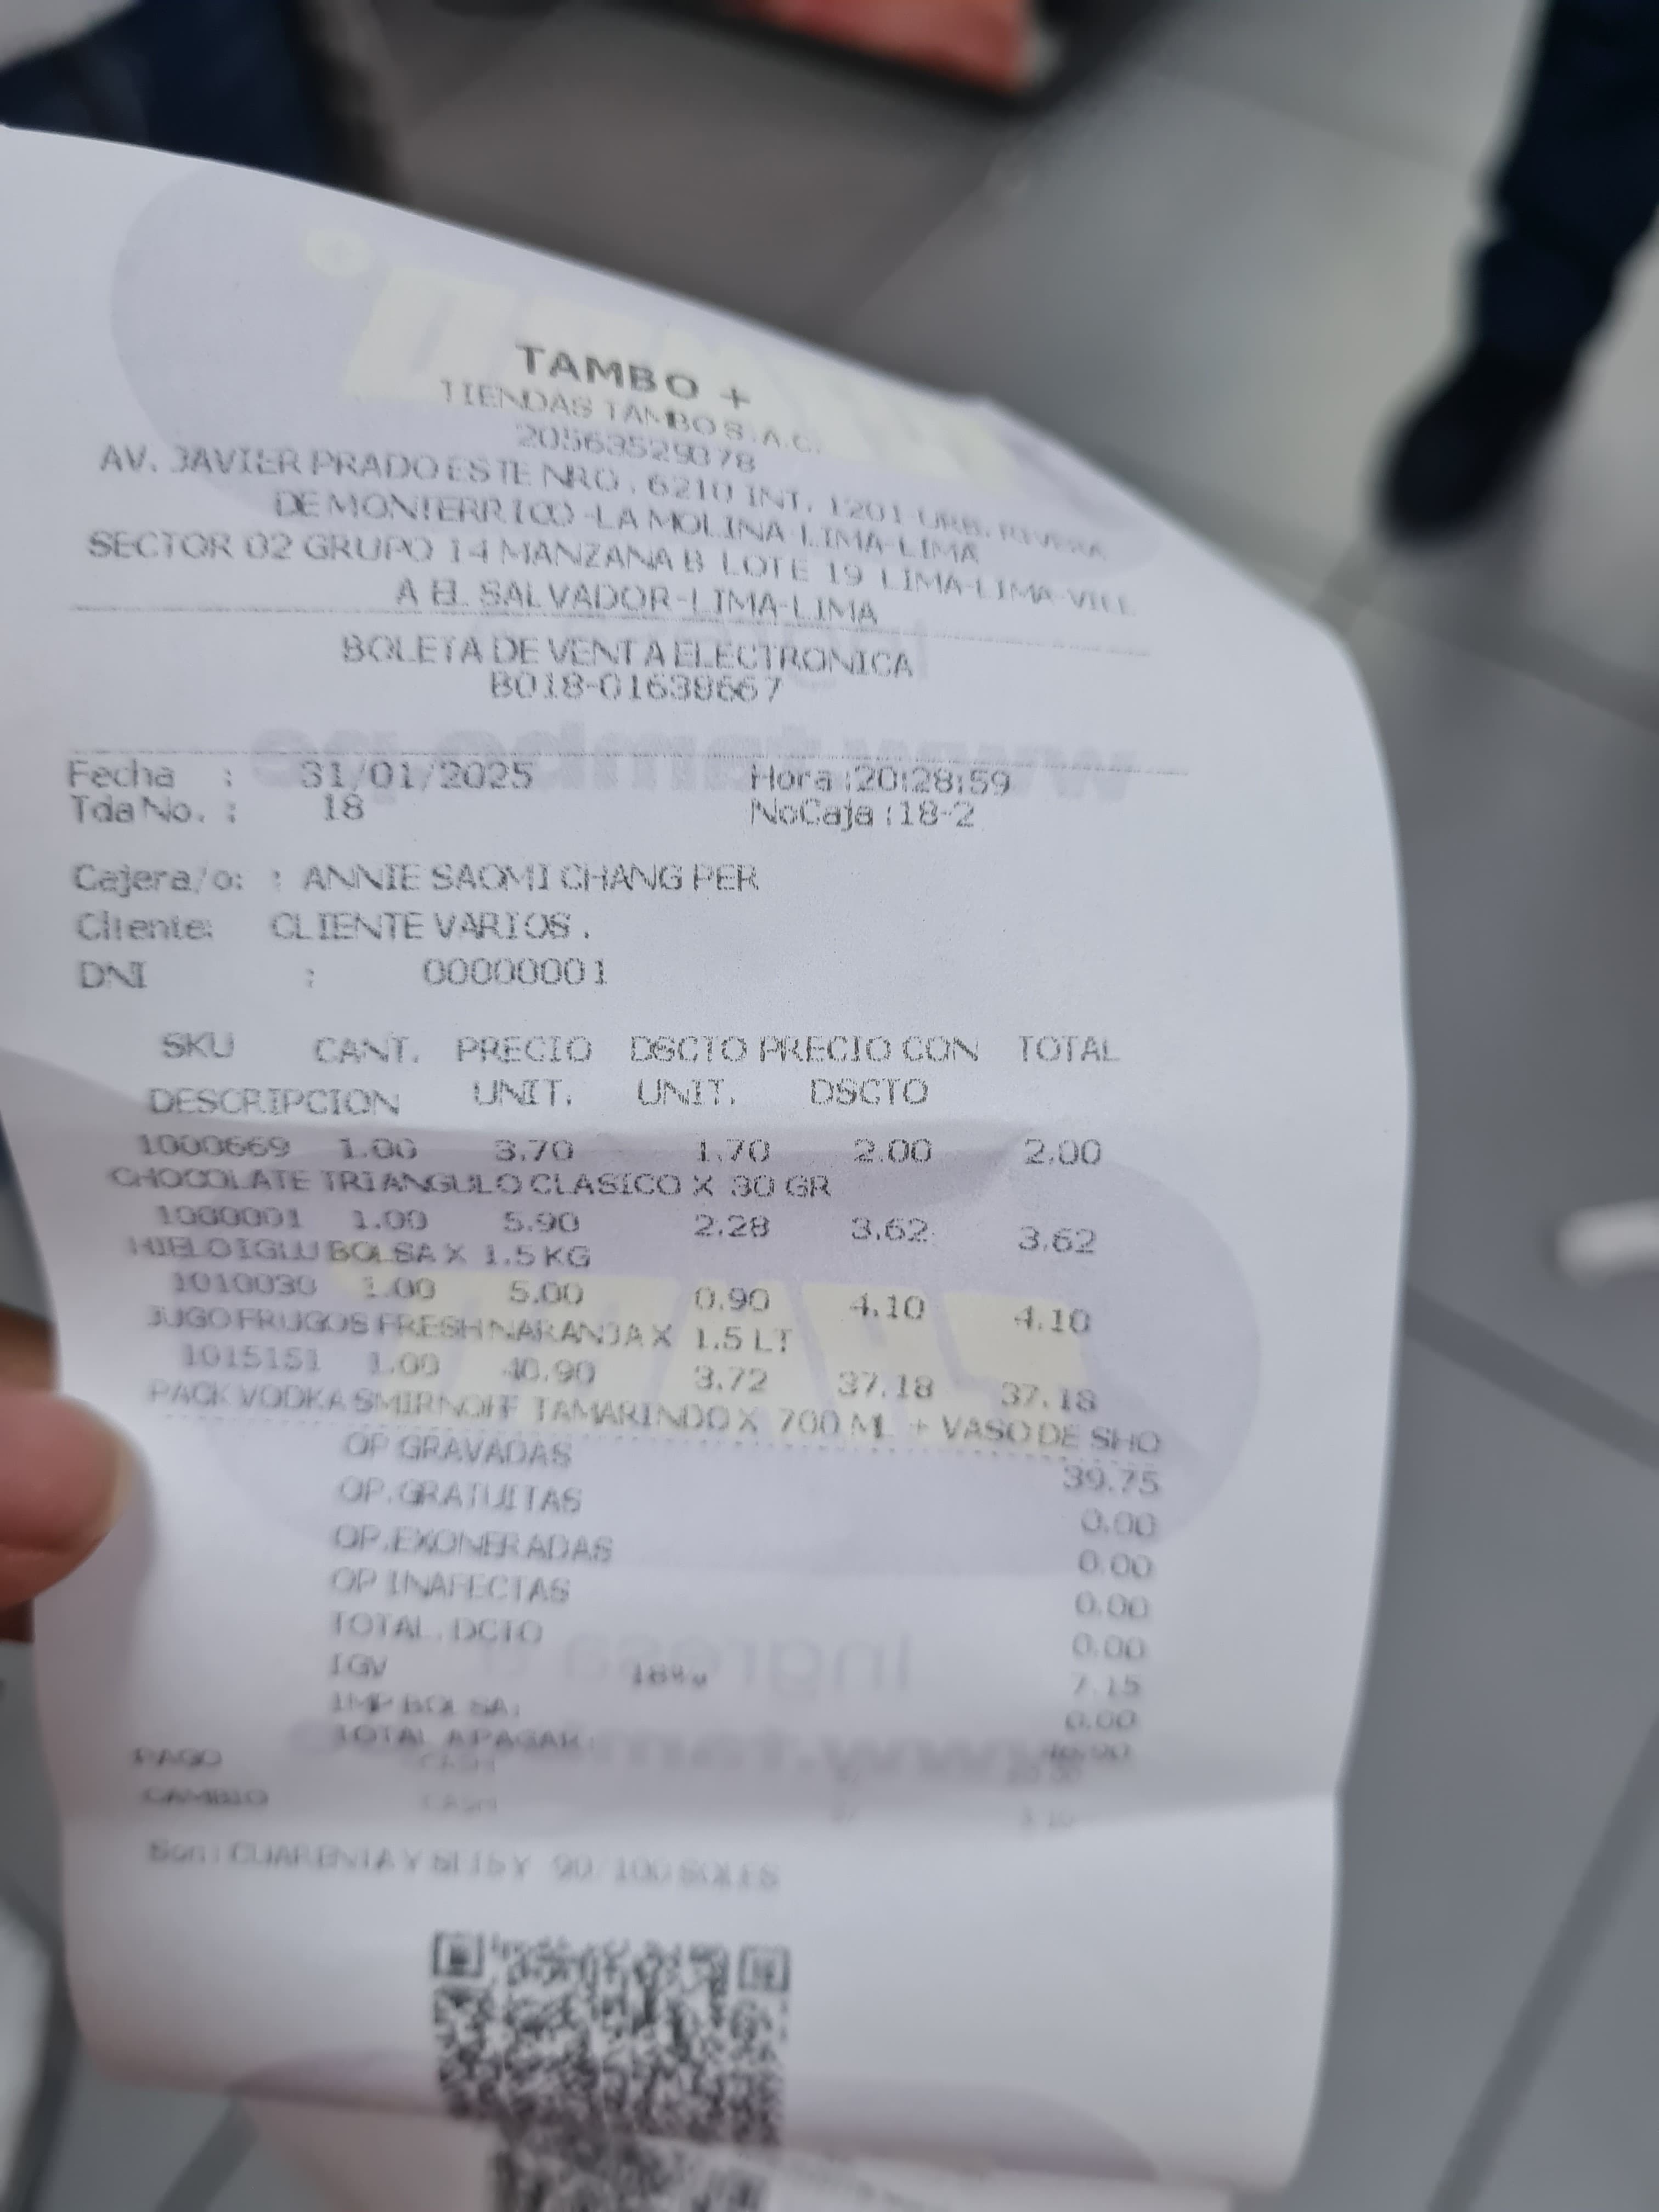 TAMBO +
TIENDAS TAMBO S.A.C.
20563529378
AV. JAVIER PRADO ESTE NRO. 6210 INT. 1201 URB. RIVERA
DE MONTERRICO -LA MOLINA-LIMA-LIMA
SECTOR 02 GRUPO 14 MANZANA B LOTE 19 LIMA-LIMA-VILL
A EL SALVADOR-LIMA-LIMA
BOLETA DE VENTA ELECTRONICA
B018-01638667
Fecha : 31/01/2025 Hora :20:28:59
Tda No. : 18 NoCaja :18-2
Cajera/o: : ANNIE SAOMI CHANG PER
Cliente: CLIENTE VARIOS .
DNI : 00000001
SKU CANT. PRECIO DSCTO PRECIO CON TOTAL
DESCRIPCION UNIT. UNIT. DSCTO
1000669 1.00 3.70 1.70 2.00 2.00
CHOCOLATE TRIANGULO CLASICO X 30 GR
1.00 5.90 2.28 3.62 3.62
HIELO IGLU BOLSA X 1.5 KG
1010030 1.00 5.00 0.90 4.10 4.10
JUGO FRUGOS FRESH NARANJA X 1.5 LT
1015151 1.00 40.90 3.72 37.18 37.18
PACK VODKA SMIRNOFF TAMARINDO X 700 ML + VASO DE SHO
OP GRAVADAS 39.75
OP.GRATUITAS 0.00
OP.EXONERADAS 0.00
OP INAFECTAS 0.00
TOTAL. DCTO 0.00
IGV 18% 7.15
IMP BOLSA: 0.00
TOTAL A PAGAR: 46.90
PAGO CASH
CAMBIO CASH
Son: CUARENTA Y SEIS Y 90/100 SOLES